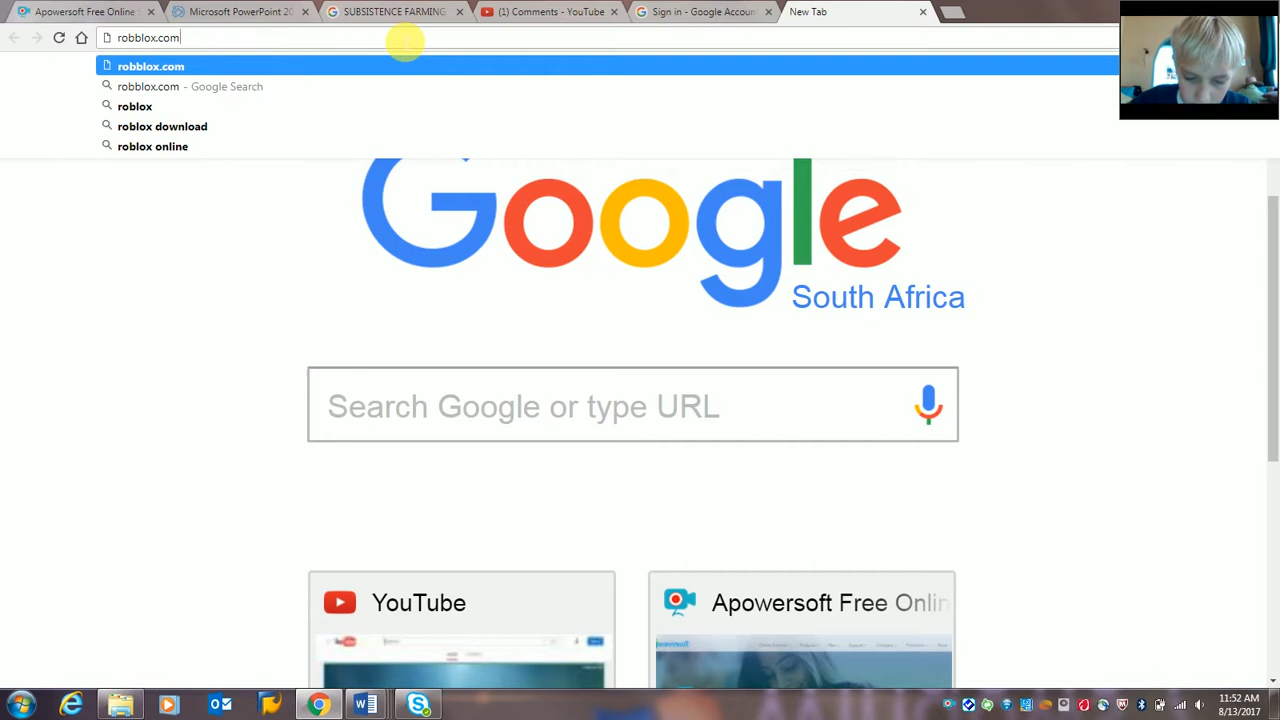 Apowersoft Free Online
Microsoft PowerPoint 20
SUBSISTENCE FARMING
(1) Comments - YouTube
Sign in - Google Accoun
New Tab
robblox.com
robblox.com
robblox.com - Google Search
roblox
roblox download
roblox online
Google
South Africa
Search Google or type URL
YouTube
Apowersoft Free Onlin
11:52 AM
8/13/2017